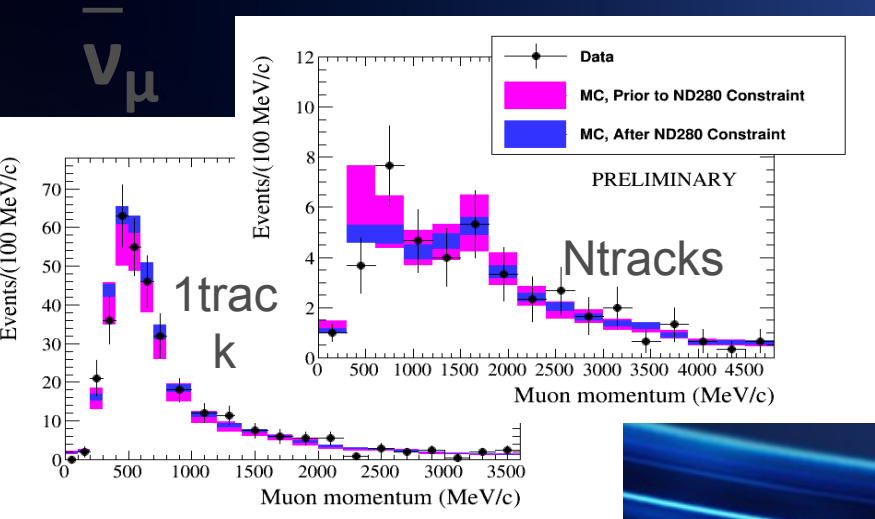 ν̄μ
Data
MC, Prior to ND280 Constraint
MC, After ND280 Constraint
PRELIMINARY
Ntracks
Events/(100 MeV/c)
12
10
8
6
4
2
0
0 500 1000 1500 2000 2500 3000 3500 4000 4500
Muon momentum (MeV/c)
1trac
k
Events/(100 MeV/c)
70
60
50
40
30
20
10
0
0 500 1000 1500 2000 2500 3000 3500
Muon momentum (MeV/c)